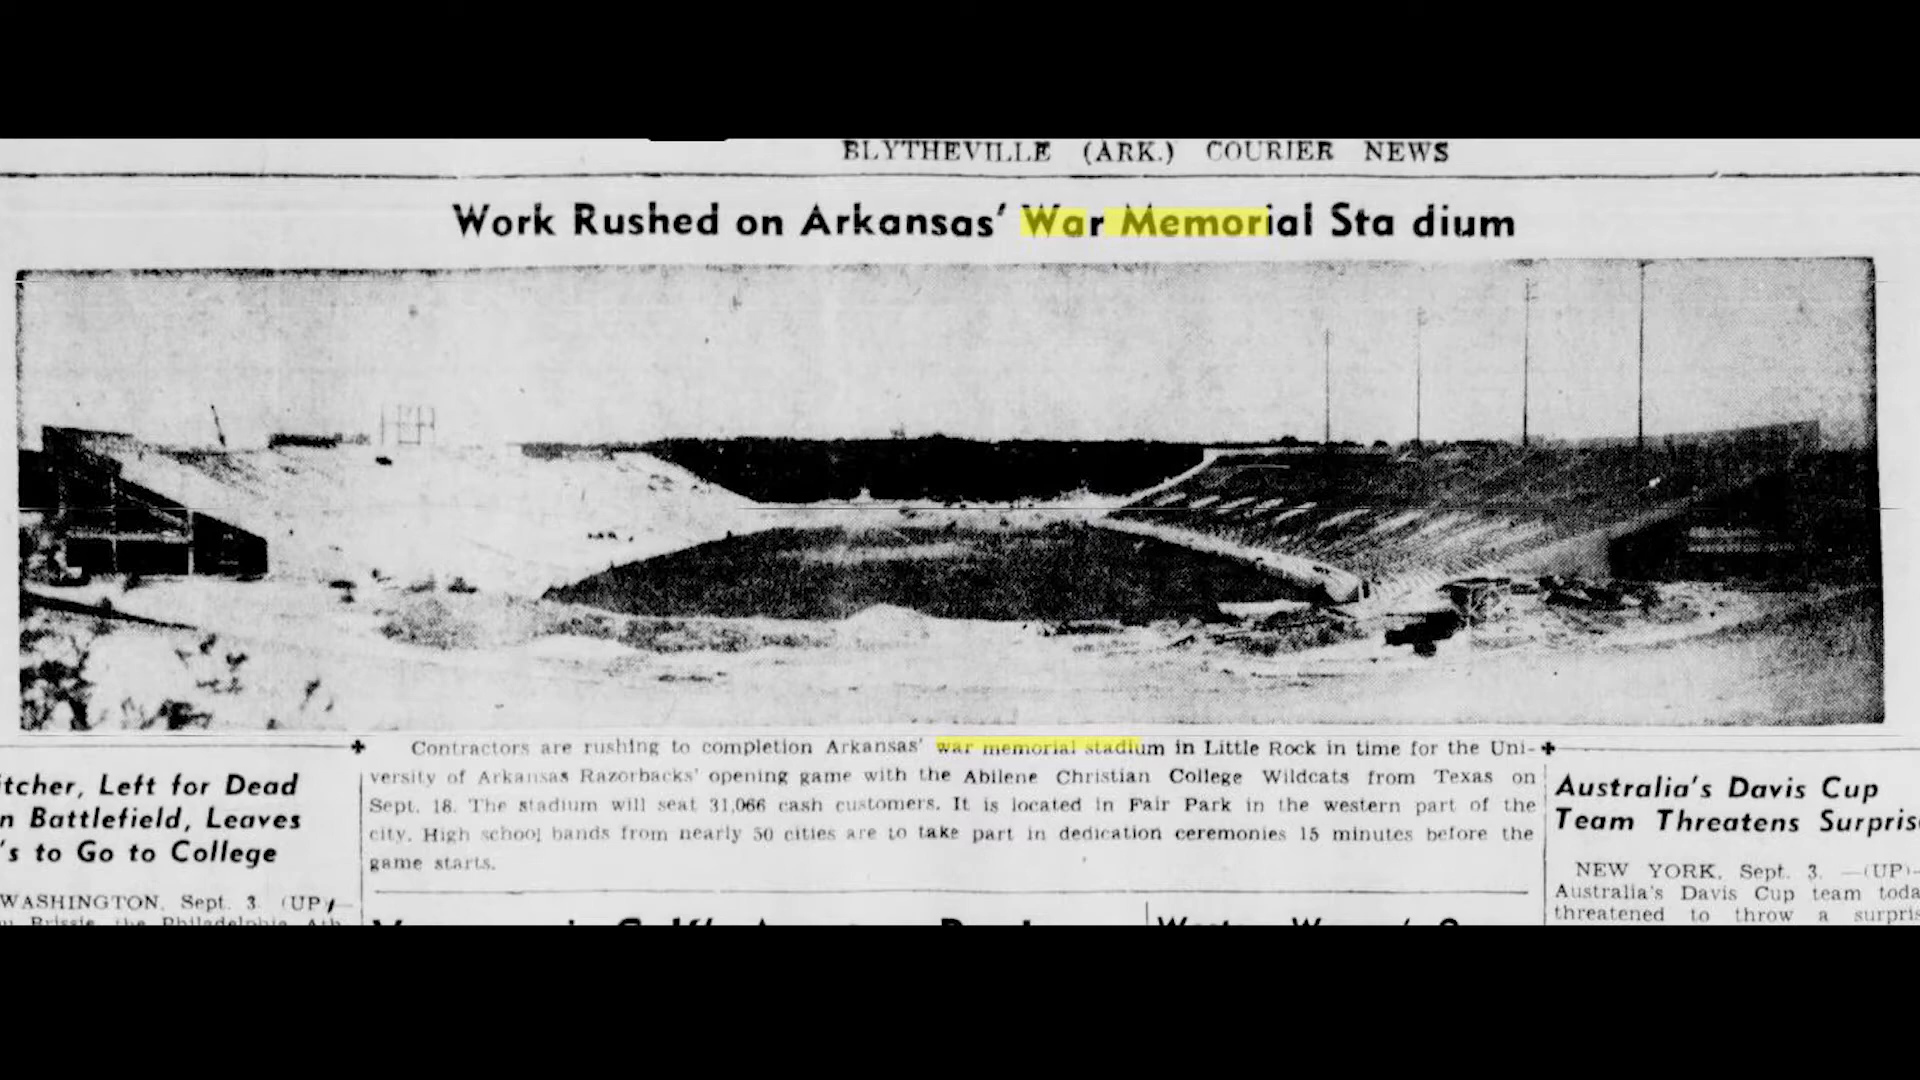 BLYTHEVILLE (ARK.) COURIER NEWS
Work Rushed on Arkansas' War Memorial Sta dium
Contractors are rushing to completion Arkansas' war memorial stadium in Little Rock in time for the Uni-
versity of Arkansas Razorbacks' opening game with the Abilene Christian College Wildcats from Texas on
Sept. 18. The stadium will seat 31,066 cash customers. It is located in Fair Park in the western part of the
city. High school bands from nearly 50 cities are to take part in dedication ceremonies 15 minutes before the
game starts.
itcher, Left for Dead
n Battlefield, Leaves
's to Go to College
WASHINGTON, Sept. 3 (UP)—
Brissie, the Philadelphia Ath
Australia's Davis Cup
Team Threatens Surpris
NEW YORK, Sept. 3. —(UP)—
Australia's Davis Cup team toda
threatened to throw a surpris